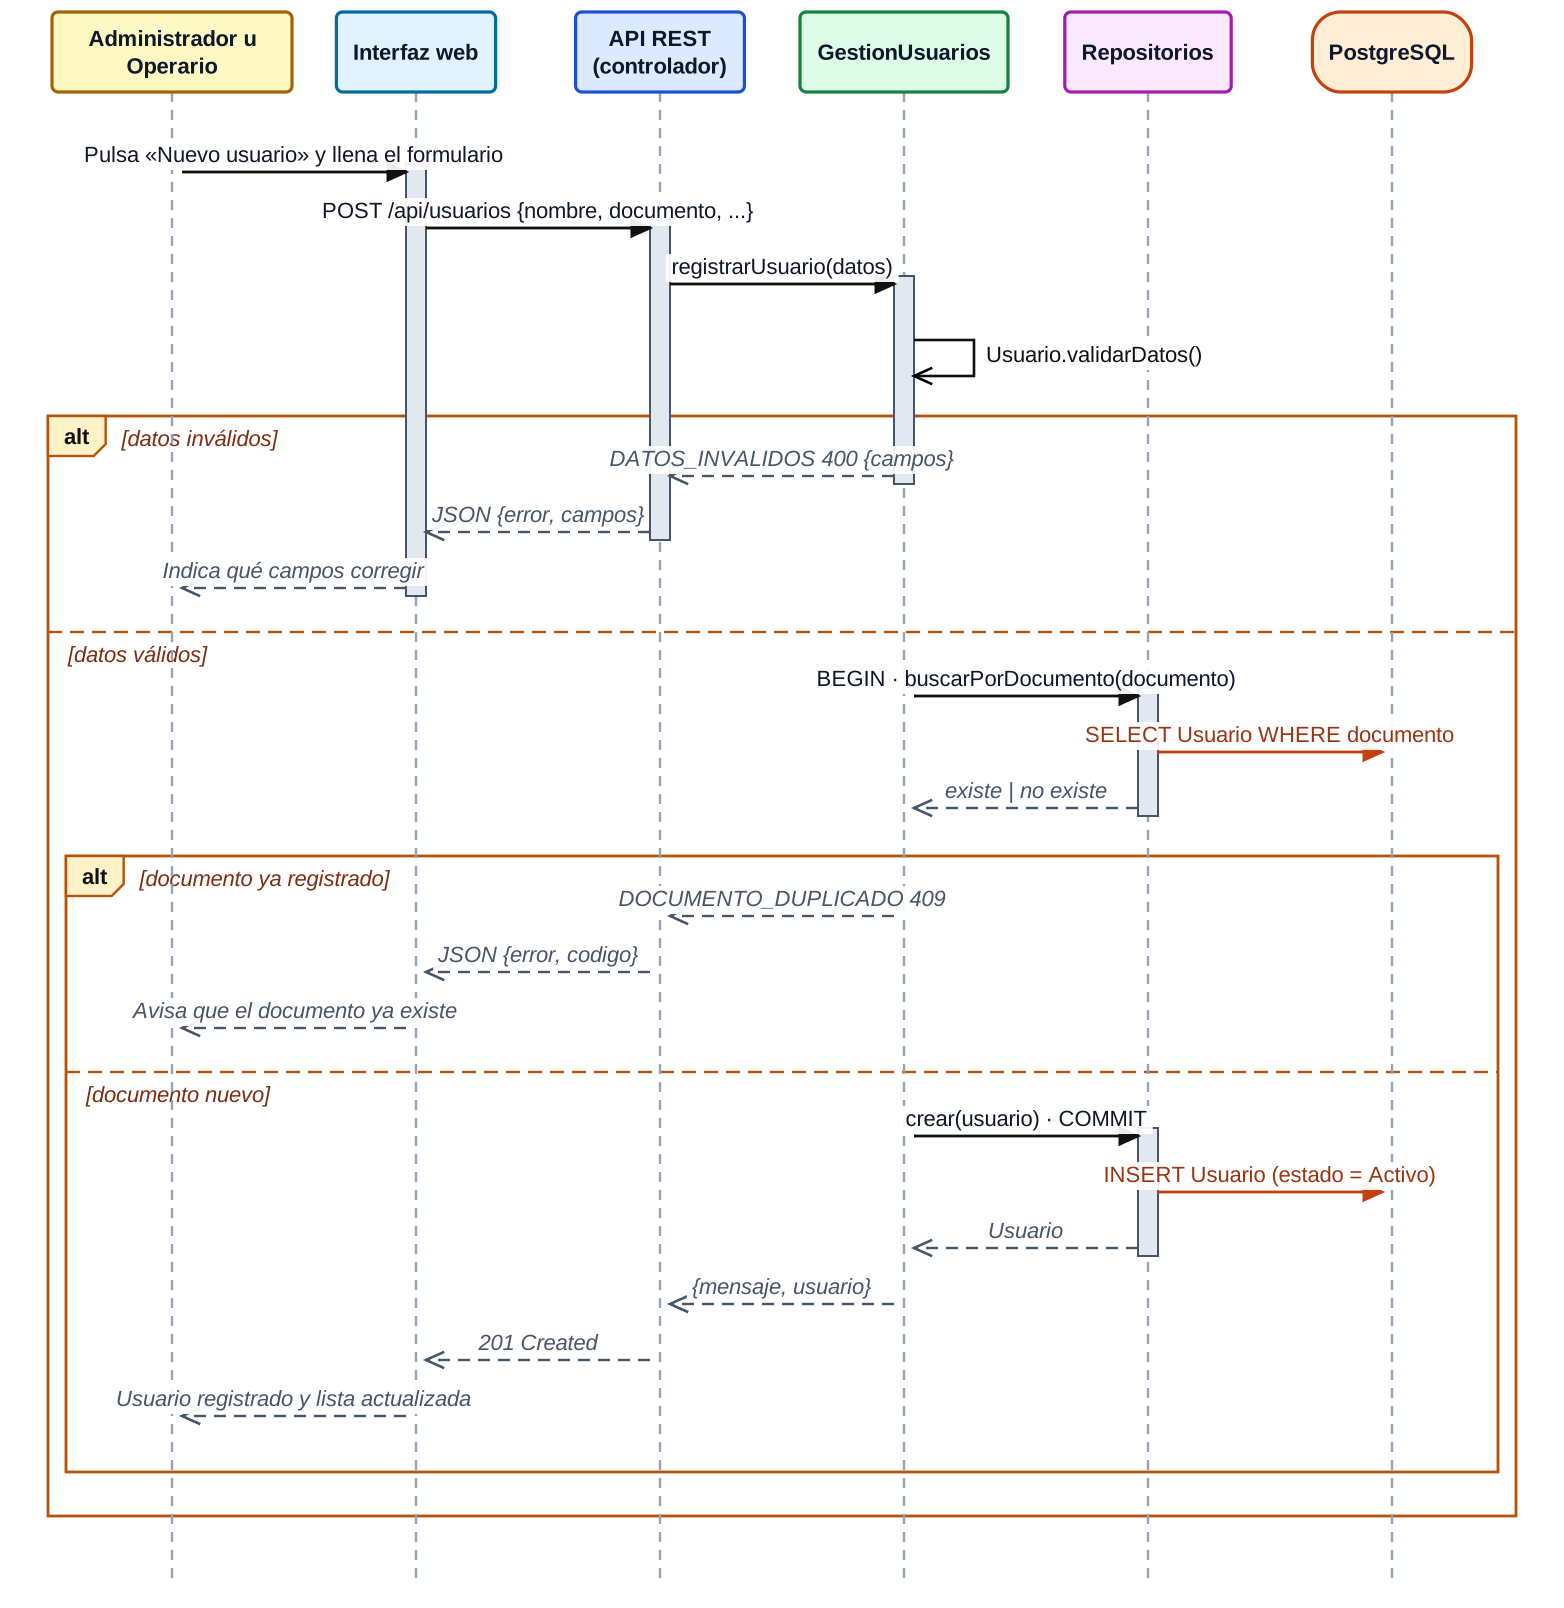 Administrador u
Operario
Interfaz web
API REST
(controlador)
GestionUsuarios
Repositorios
PostgreSQL
Pulsa «Nuevo usuario» y llena el formulario
POST /api/usuarios {nombre, documento, ...}
registrarUsuario(datos)
Usuario.validarDatos()
alt
[datos inválidos]
DATOS_INVALIDOS 400 {campos}
JSON {error, campos}
Indica qué campos corregir
[datos válidos]
BEGIN · buscarPorDocumento(documento)
SELECT Usuario WHERE documento
existe | no existe
alt
[documento ya registrado]
DOCUMENTO_DUPLICADO 409
JSON {error, codigo}
Avisa que el documento ya existe
[documento nuevo]
crear(usuario) · COMMIT
INSERT Usuario (estado = Activo)
Usuario
{mensaje, usuario}
201 Created
Usuario registrado y lista actualizada